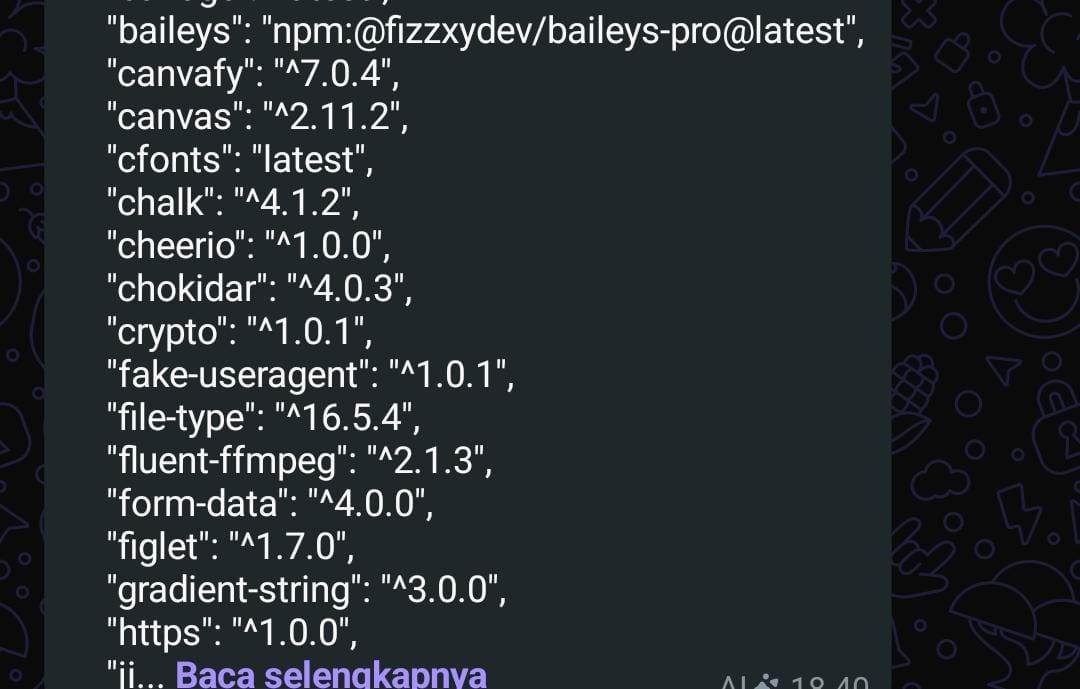 "baileys": "npm:@fizzxydev/baileys-pro@latest",
"canvafy": "^7.0.4",
"canvas": "^2.11.2",
"cfonts": "latest",
"chalk": "^4.1.2",
"cheerio": "^1.0.0",
"chokidar": "^4.0.3",
"crypto": "^1.0.1",
"fake-useragent": "^1.0.1",
"file-type": "^16.5.4",
"fluent-ffmpeg": "^2.1.3",
"form-data": "^4.0.0",
"figlet": "^1.7.0",
"gradient-string": "^3.0.0",
"https": "^1.0.0",
"ji... Baca selengkapnya
AI 18.40